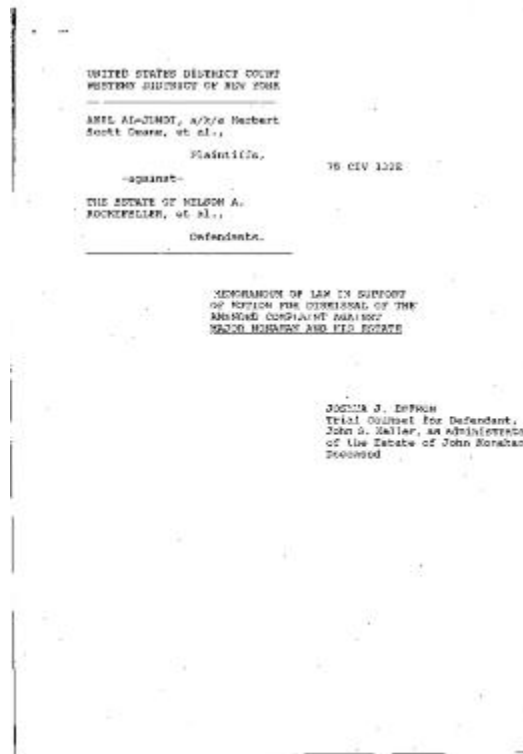 UNITED STATES DISTRICT COURT
WESTERN DISTRICT OF NEW YORK
AKIL AL-JUNDI, a/k/a Herbert
Scott Deane, et al.,
Plaintiffs,
-against-
75 CIV
THE ESTATE OF NELSON A.
ROCKEFELLER, et al.,
Defendants.
MEMORANDUM OF LAW IN SUPPORT
OF MOTION FOR DISMISSAL OF THE
AMENDED COMPLAINT AGAINST
MAJOR MONAHAN AND HIS ESTATE
JOSHUA J. EFFRON
Trial Counsel for Defendant,
John S. Keller, as Administrato
of the Estate of John Monahan
Deceased